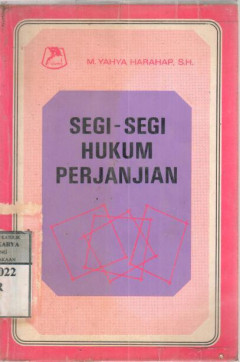 M. YAHYA HARAHAP, S.H.
SEGI-SEGI
HUKUM
PERJANJIAN
022
R